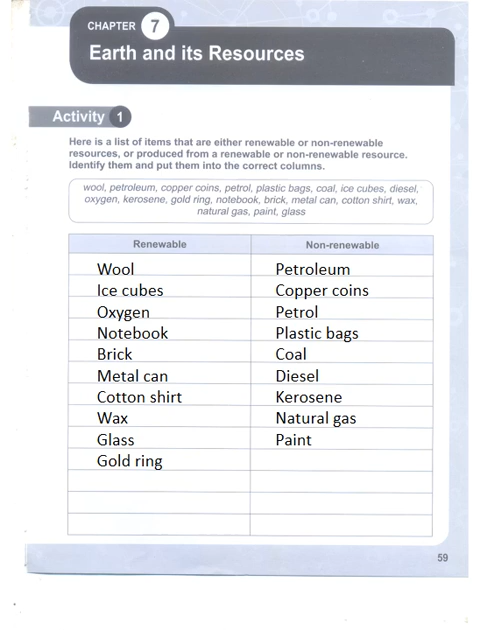 CHAPTER 7
Earth and its Resources
Activity 1
Here is a list of items that are either renewable or non-renewable
resources, or produced from a renewable or non-renewable resource.
Identify them and put them into the correct columns.
wool, petroleum, copper coins, petrol, plastic bags, coal, ice cubes, diesel,
oxygen, kerosene, gold ring, notebook, brick, metal can, cotton shirt, wax,
natural gas, paint, glass
Renewable Non-renewable
Wool Petroleum
Ice cubes Copper coins
Oxygen Petrol
Notebook Plastic bags
Brick Coal
Metal can Diesel
Cotton shirt Kerosene
Wax Natural gas
Glass Paint
Gold ring
59